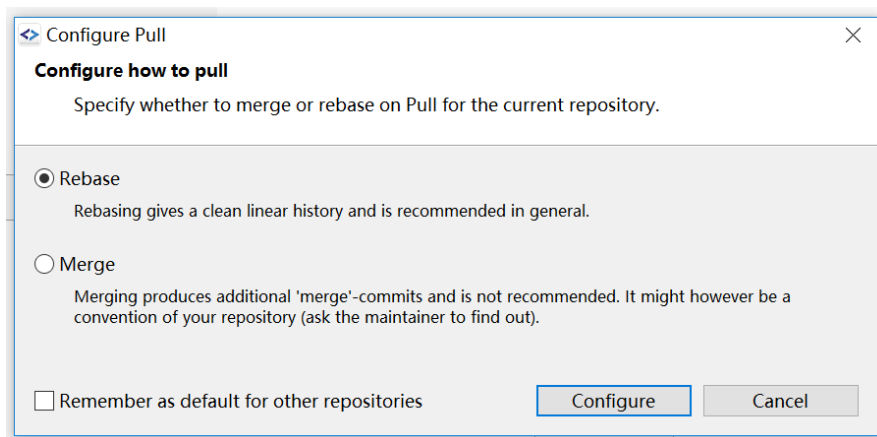 Configure Pull
Configure how to pull
Specify whether to merge or rebase on Pull for the current repository.
Rebase
Rebasing gives a clean linear history and is recommended in general.
Merge
Merging produces additional 'merge'-commits and is not recommended. It might however be a
convention of your repository (ask the maintainer to find out).
Remember as default for other repositories
Configure
Cancel